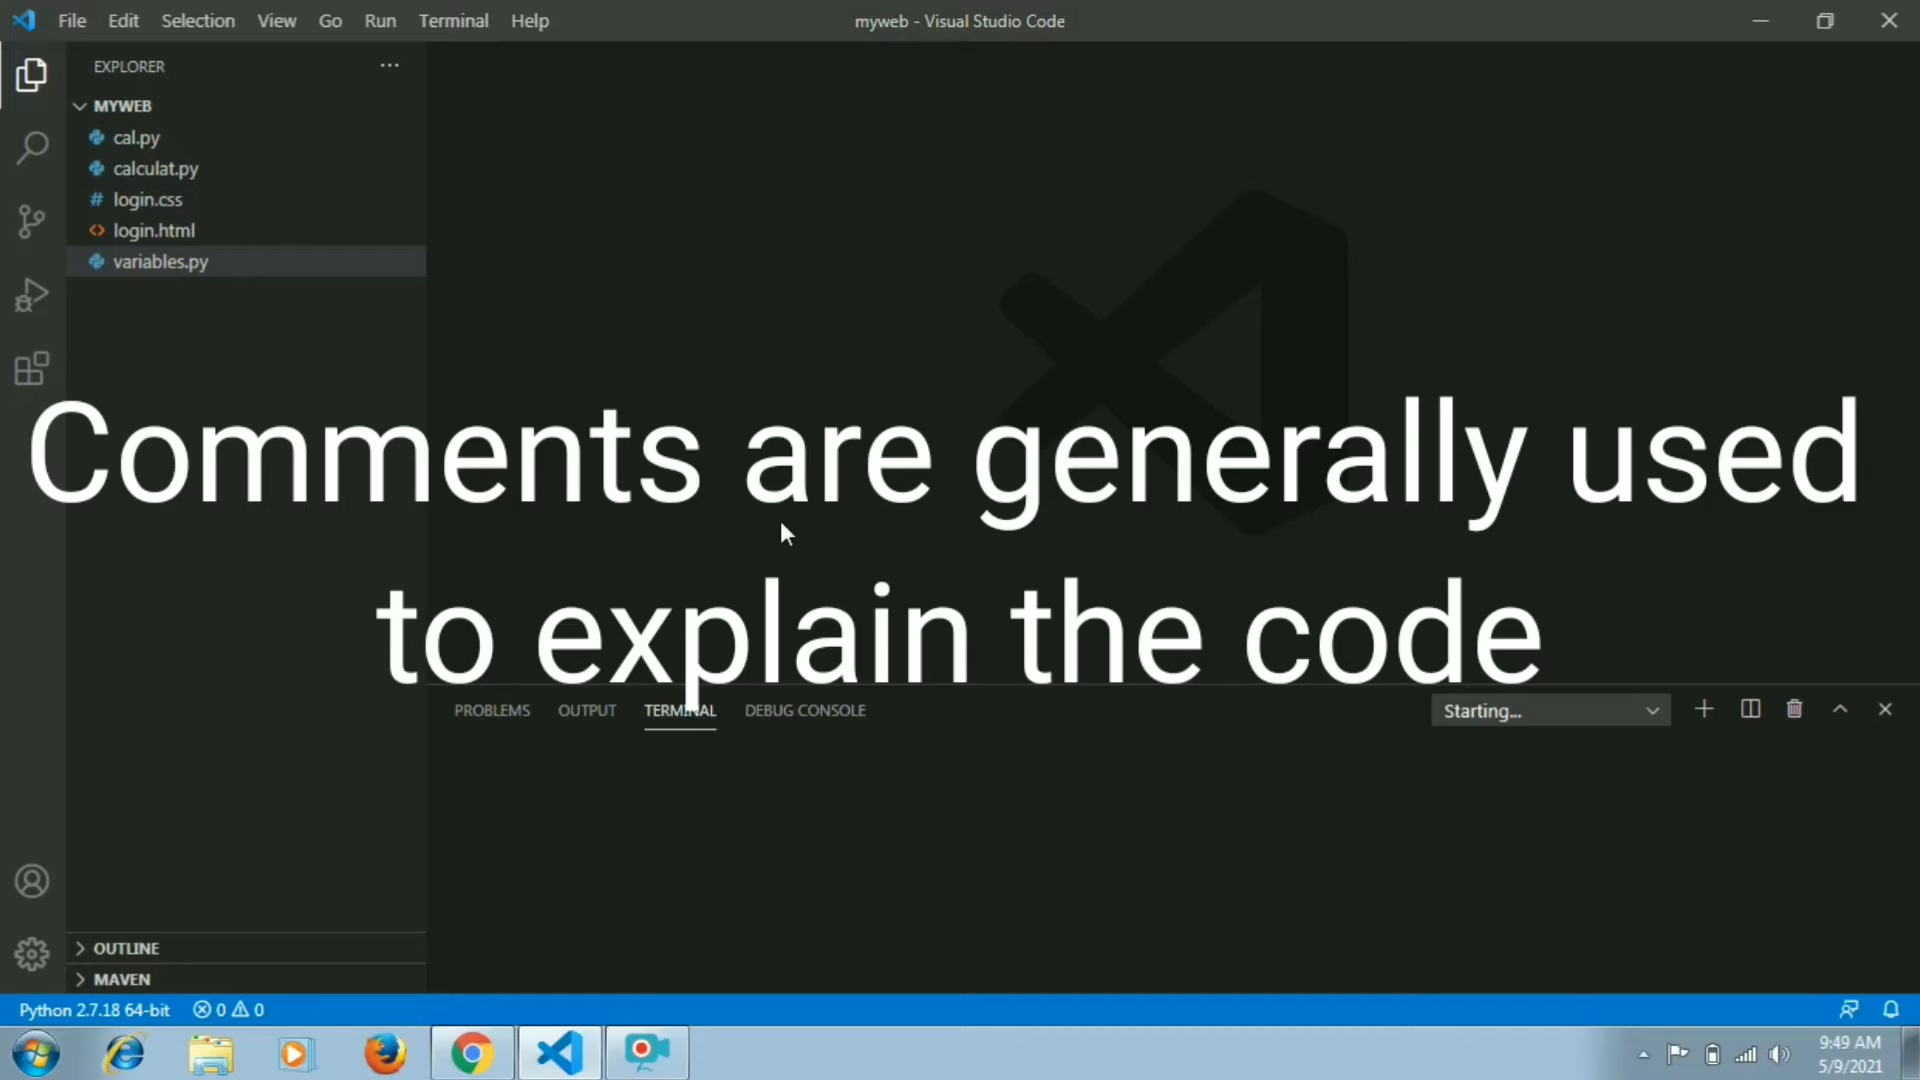 File Edit Selection View Go Run Terminal Help
myweb - Visual Studio Code
EXPLORER
MYWEB
cal.py
calculat.py
# login.css
<> login.html
variables.py
Comments are generally used
to explain the code
PROBLEMS OUTPUT TERMINAL DEBUG CONSOLE
Starting...
OUTLINE
MAVEN
Python 2.7.18 64-bit 0 0
9:49 AM
5/9/2021